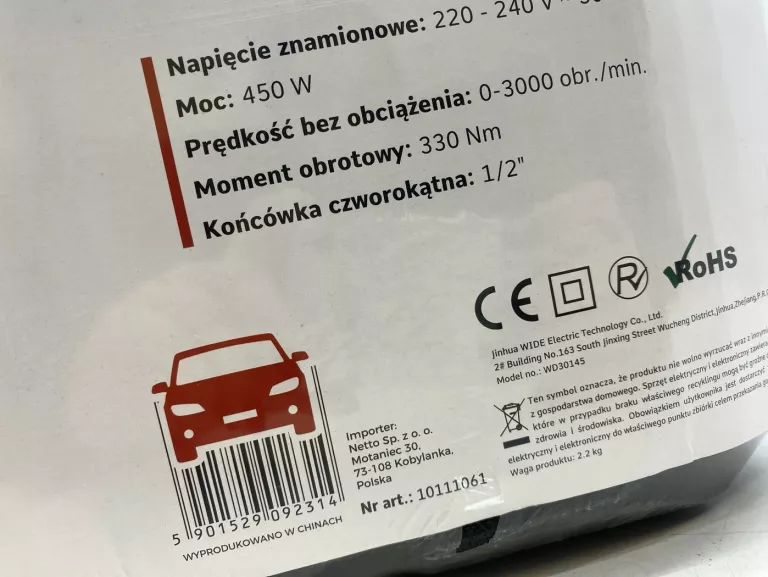 Napięcie znamionowe: 220 - 240 V ~
Moc: 450 W
Prędkość bez obciążenia: 0-3000 obr./min.
Moment obrotowy: 330 Nm
Końcówka czworokątna: 1/2"
CE R RoHS
Jinhua WIDE Electric Technology Co., Ltd.
2# Building No.163 South Jinxing Street Wucheng District, Jinhua, Zhejiang, P.R.
Model no.: WD30145
Ten symbol oznacza, że produktu nie wolno wyrzucać wraz z innymi
z gospodarstwa domowego. Sprzęt elektryczny i elektroniczny
które w przypadku braku właściwego recyklingu mogą być
zdrowia i środowiska. Obowiązkiem użytkownika jest dostarczyć
elektryczny i elektroniczny do właściwego punktu zbiórki celem przekazania
Waga produktu: 2.2 kg
Importer:
Netto Sp. z o. o.
Motaniec 30,
73-108 Kobylanka,
Polska
Nr art.: 10111061
5 901529 092314
WYPRODUKOWANO W CHINACH